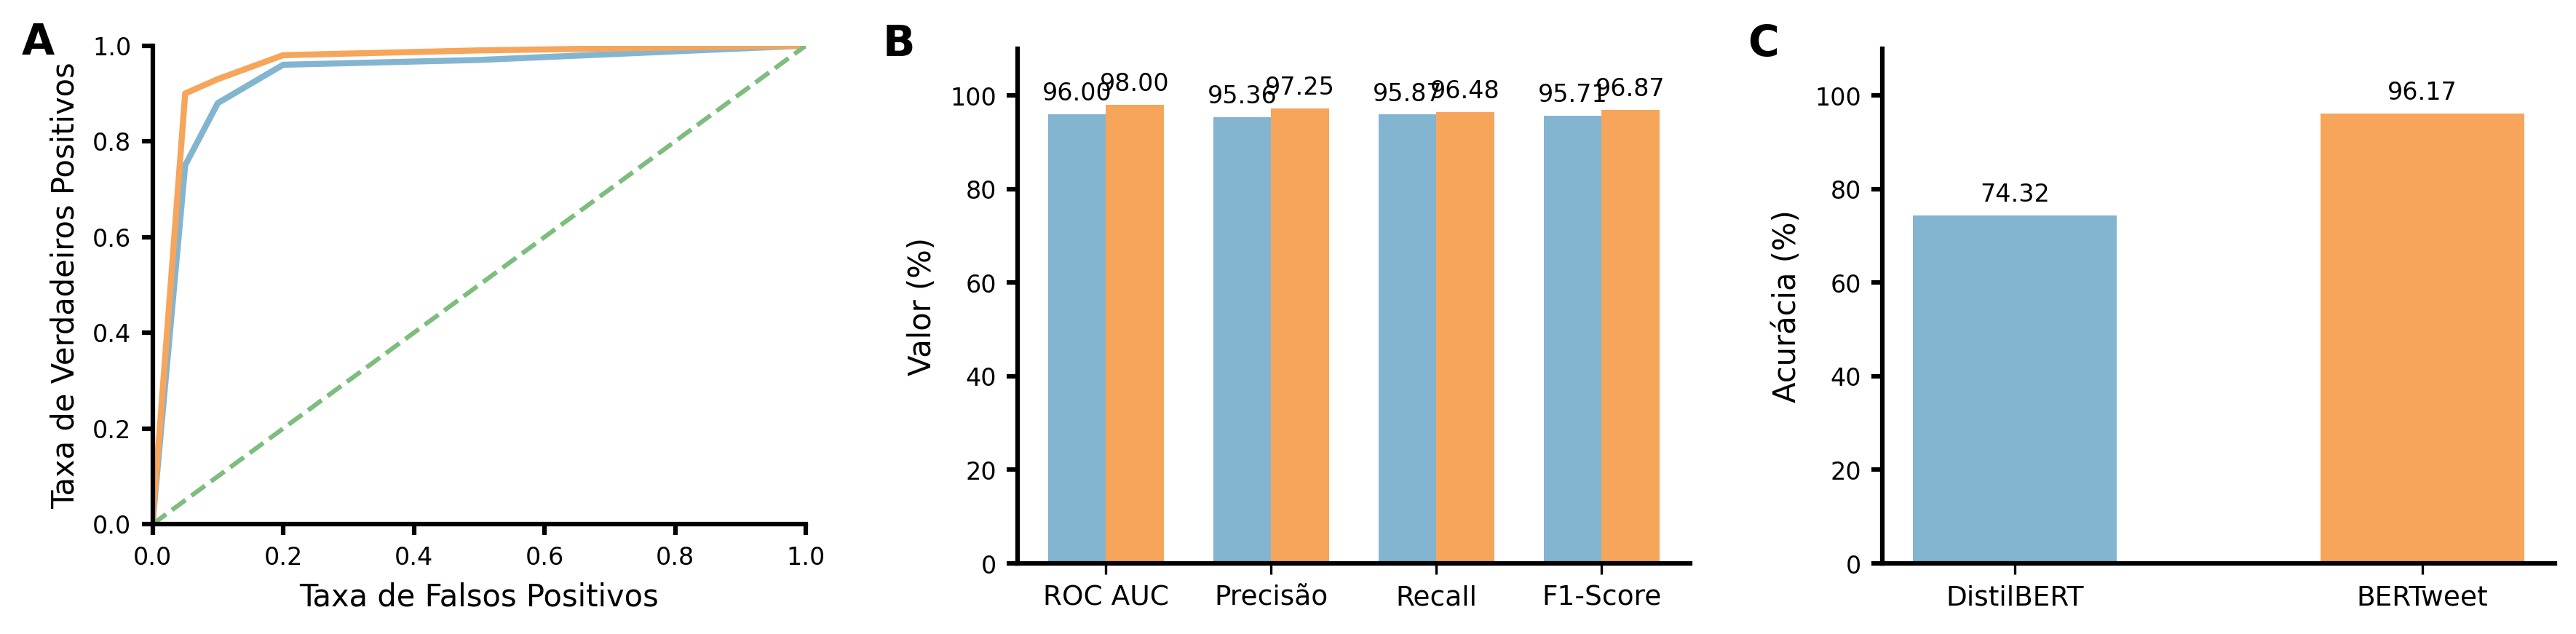 A
1.0
0.8
0.6
0.4
0.2
0.0
Taxa de Verdadeiros Positivos
0.0 0.2 0.4 0.6 0.8 1.0
Taxa de Falsos Positivos
B
100
80
60
40
20
0
Valor (%)
96.00 98.00 95.36 97.25 95.87 96.48 95.71 96.87
ROC AUC Precisão Recall F1-Score
C
100
80
60
40
20
0
Acurácia (%)
74.32 96.17
DistilBERT BERTweet